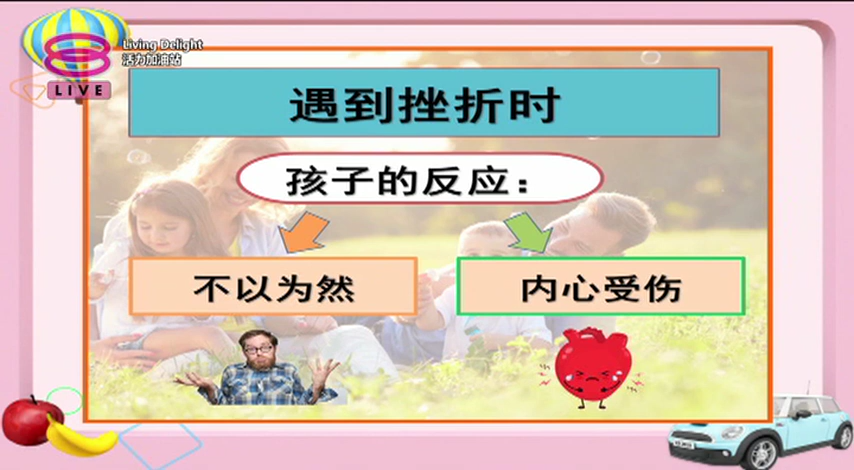 Living Delight
活力加油站
LIVE
遇到挫折时
孩子的反应：
不以为然
内心受伤